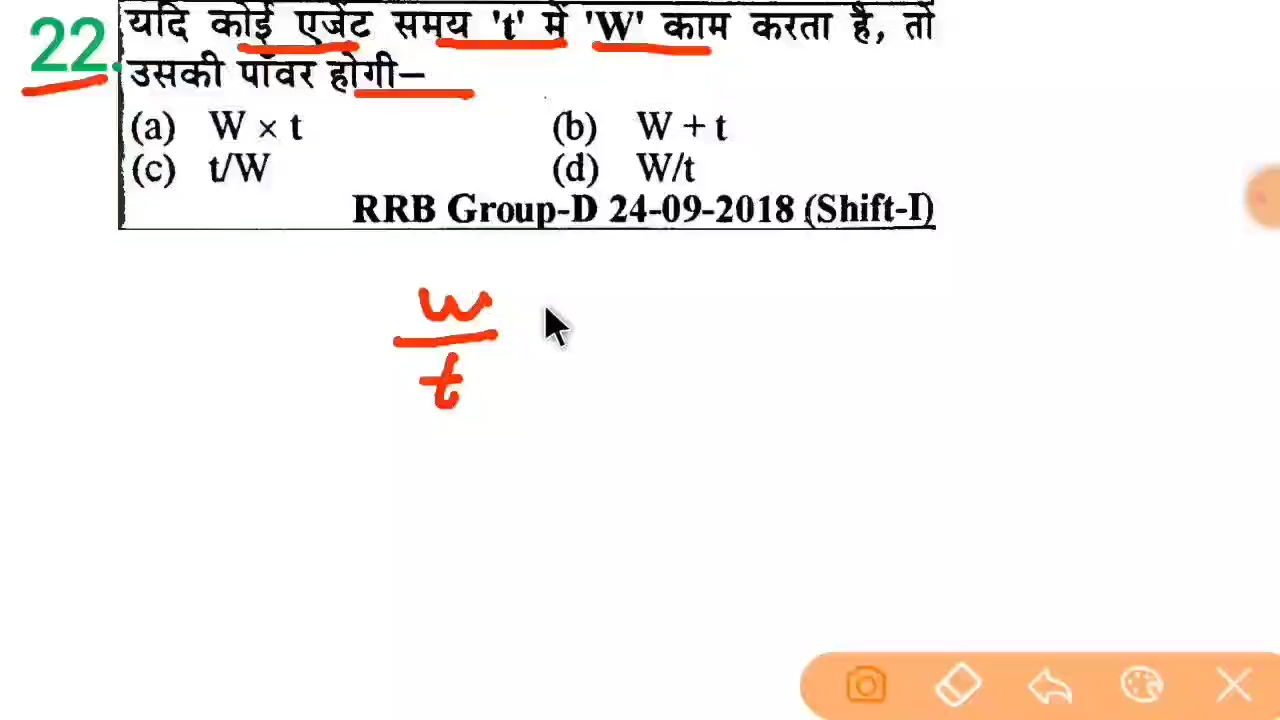 22. यदि कोई एजेंट समय 't' में 'W' काम करता है, तो
उसकी पॉवर होगी–
(a) W × t (b) W + t
(c) t/W (d) W/t
RRB Group-D 24-09-2018 (Shift-I)
w
t